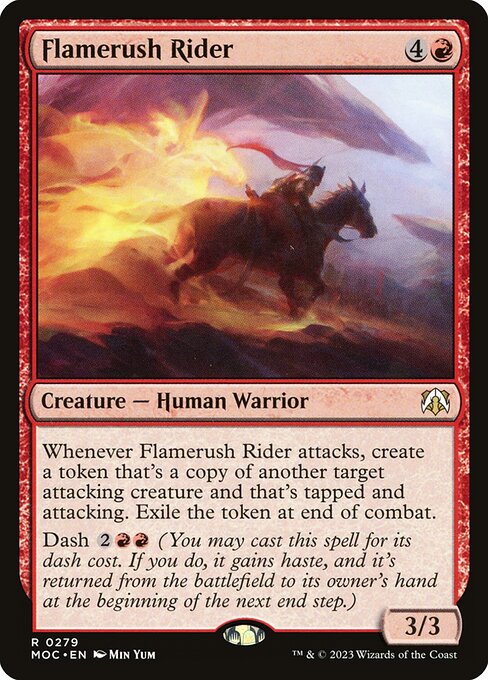 Flamerush Rider 4
Creature — Human Warrior
Whenever Flamerush Rider attacks, create
a token that's a copy of another target
attacking creature and that's tapped and
attacking. Exile the token at end of combat.
Dash 2 (You may cast this spell for its
dash cost. If you do, it gains haste, and it's
returned from the battlefield to its owner's hand
at the beginning of the next end step.)
3/3
R 0279
MOC • EN Min Yum
™ & © 2023 Wizards of the Coast